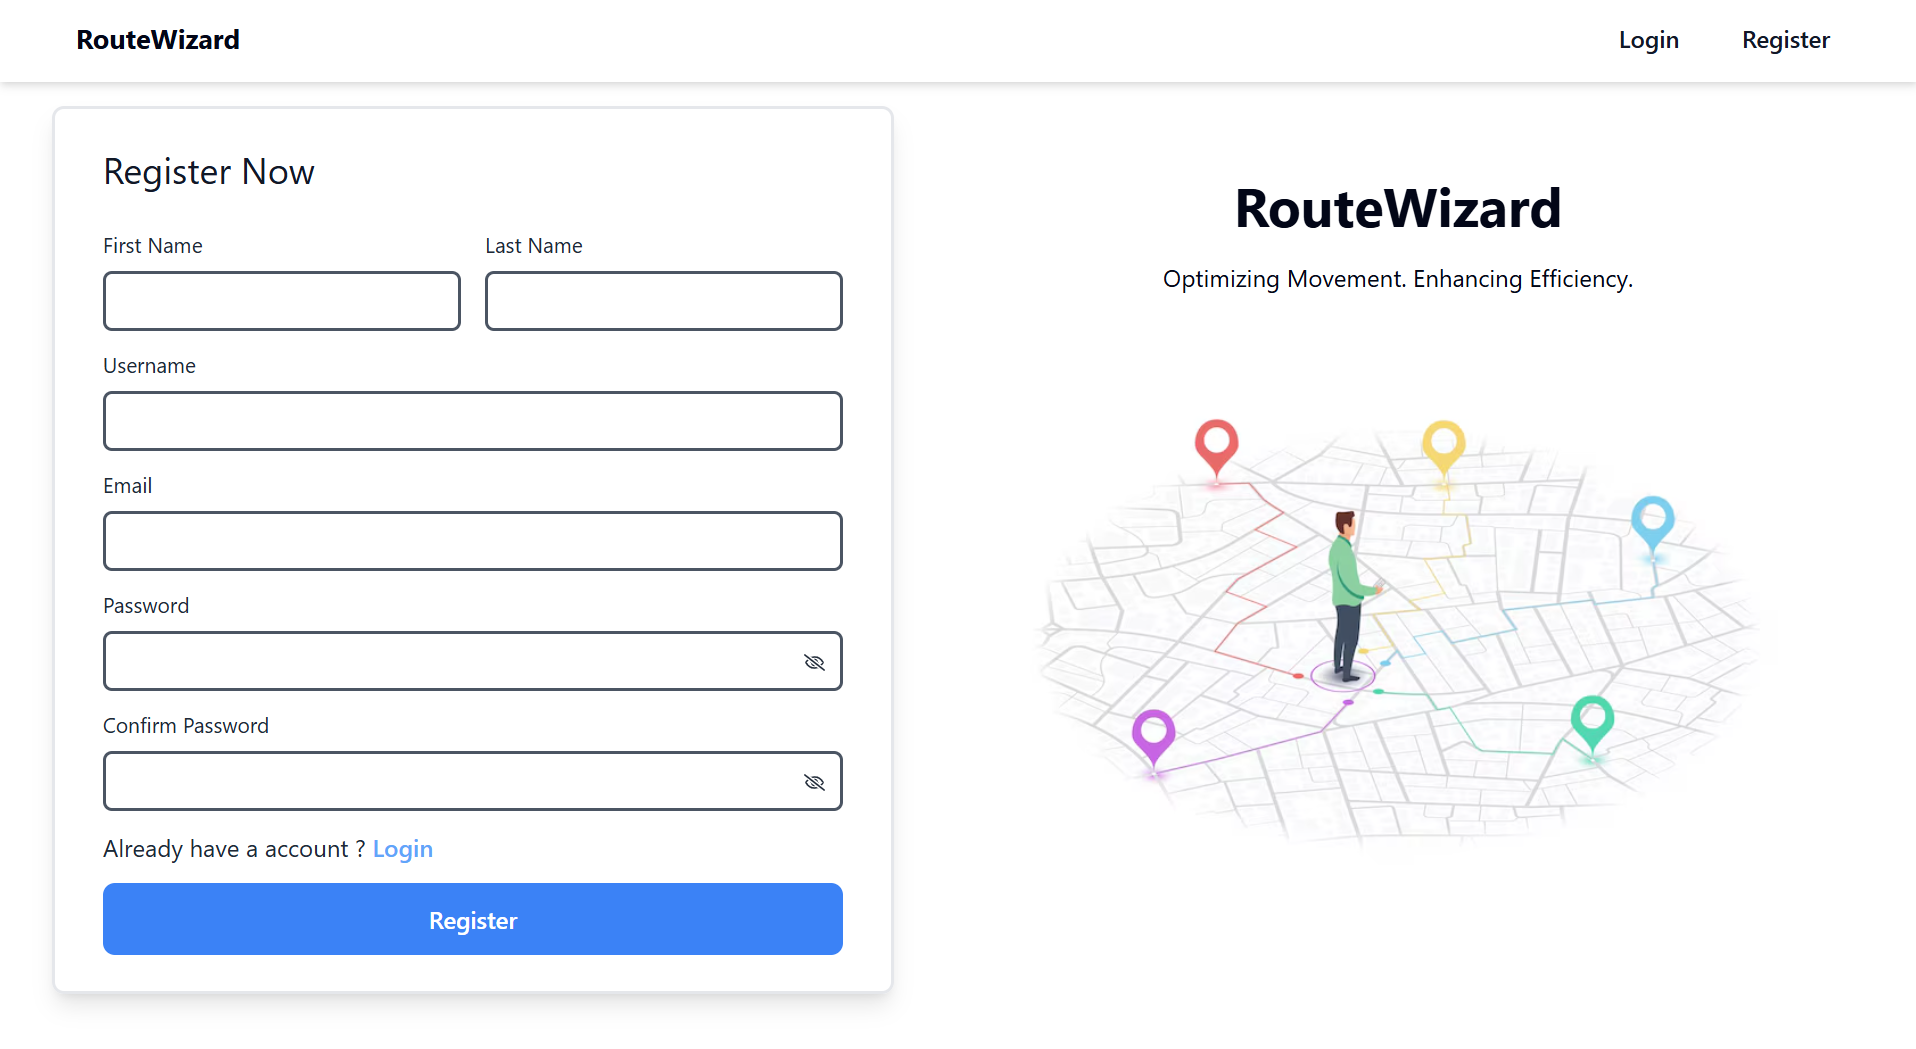 RouteWizard
Login
Register
Register Now
First Name
Last Name
Username
Email
Password
Confirm Password
Already have a account ? Login
Register
RouteWizard
Optimizing Movement. Enhancing Efficiency.